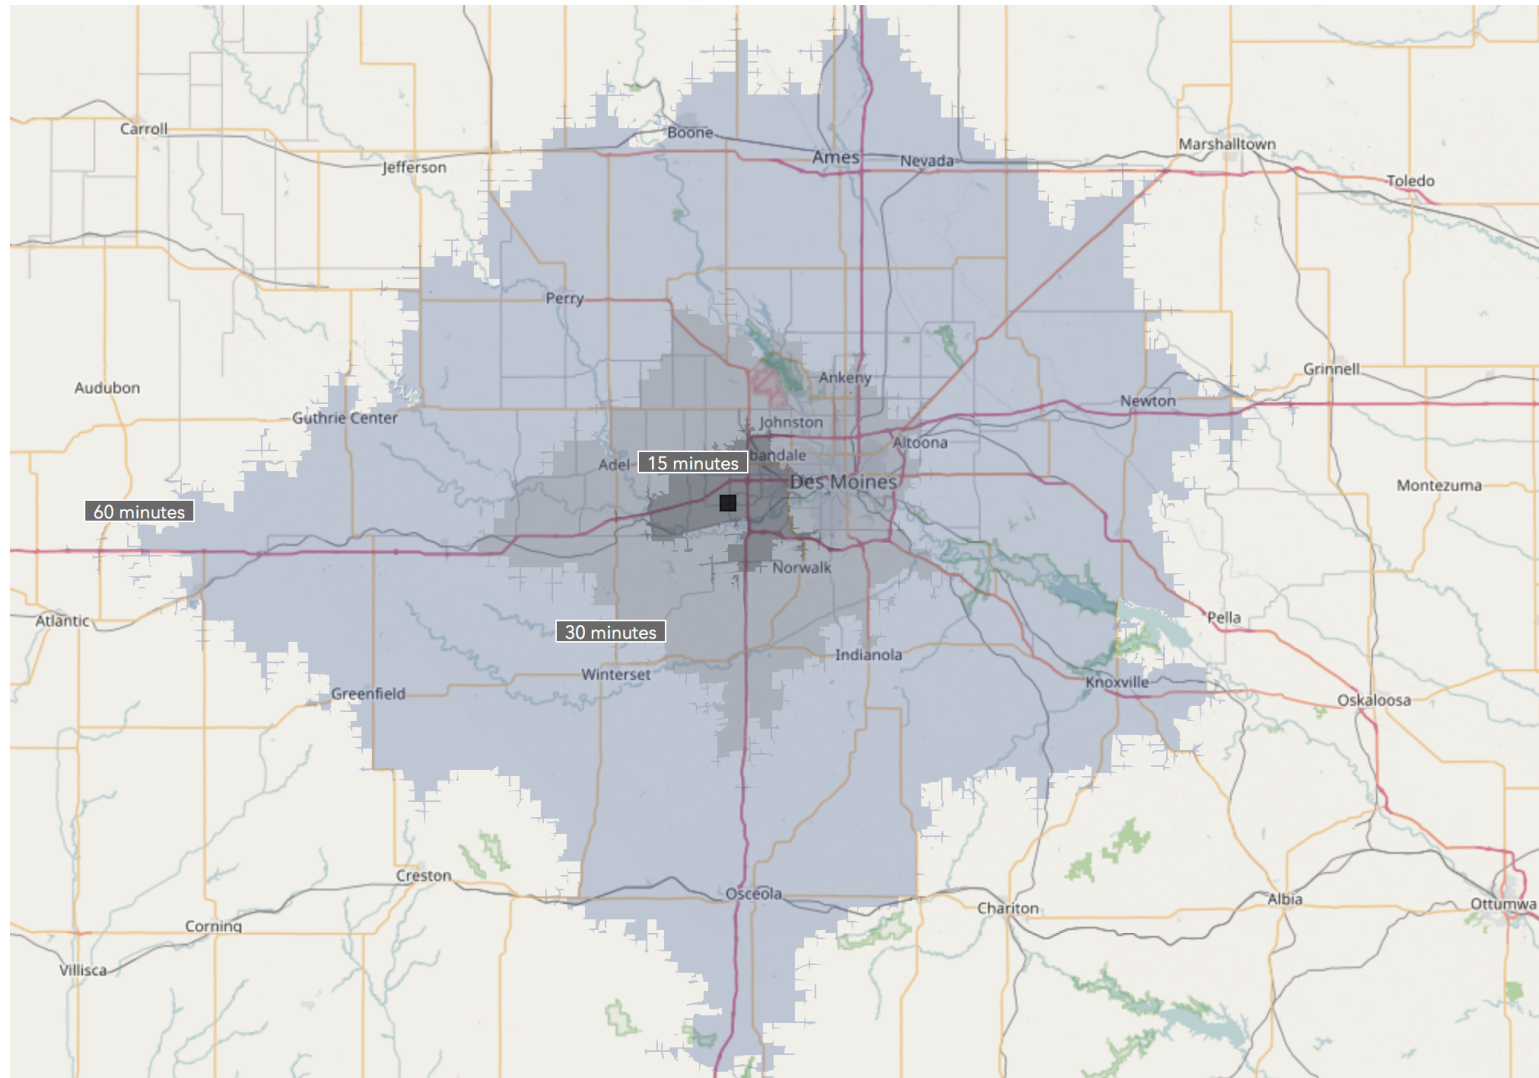 Carroll
Jefferson
Boone
Ames
Nevada
Marshalltown
Toledo
Perry
Audubon
Guthrie Center
Ankeny
Grinnell
Newton
Johnston
Altoona
bandale
Adel
15 minutes
Des Moines
Montezuma
60 minutes
Norwalk
Atlantic
Pella
30 minutes
Indianola
Winterset
Knoxville
Greenfield
Oskaloosa
Creston
Osceola
Chariton
Albia
Ottumwa
Corning
Villisca